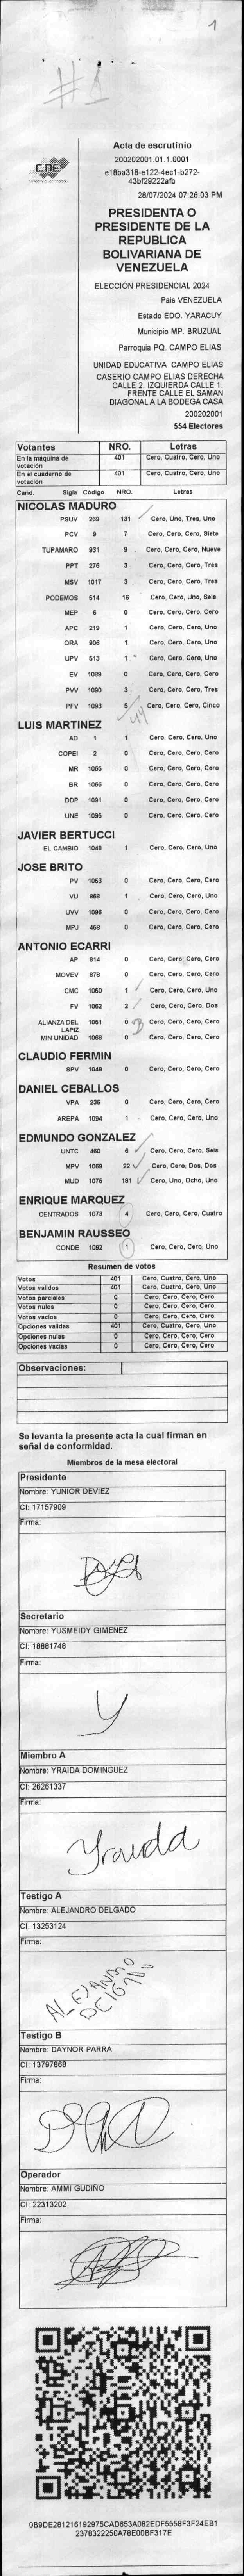 1
#1
CNE
Acta de escrutinio
200202001.01.1.0001
e18ba318-e122-4ec1-b272-
43bf29222afb
28/07/2024 07:26:03 PM
PRESIDENTA O
PRESIDENTE DE LA
REPUBLICA
BOLIVARIANA DE
VENEZUELA
ELECCIÓN PRESIDENCIAL 2024
Pais VENEZUELA
Estado EDO. YARACUY
Municipio MP. BRUZUAL
Parroquia PQ. CAMPO ELIAS
UNIDAD EDUCATIVA CAMPO ELIAS
CASERIO CAMPO ELIAS DERECHA
CALLE 2. IZQUIERDA CALLE 1.
FRENTE CALLE EL SAMAN
DIAGONAL A LA BODEGA CASA
200202001
554 Electores
Votantes NRO. Letras
En la máquina de votación 401 Cero, Cuatro, Cero, Uno
En el cuaderno de votación 401 Cero, Cuatro, Cero, Uno
Cand. Sigla Código NRO. Letras
NICOLAS MADURO
PSUV 269 131 Cero, Uno, Tres, Uno
PCV 9 7 Cero, Cero, Cero, Siete
TUPAMARO 931 9 Cero, Cero, Cero, Nueve
PPT 276 3 Cero, Cero, Cero, Tres
MSV 1017 3 Cero, Cero, Cero, Tres
PODEMOS 514 16 Cero, Cero, Uno, Seis
MEP 6 0 Cero, Cero, Cero, Cero
APC 219 1 Cero, Cero, Cero, Uno
ORA 906 1 Cero, Cero, Cero, Uno
UPV 513 1 Cero, Cero, Cero, Uno
EV 1089 0 Cero, Cero, Cero, Cero
PVV 1090 3 Cero, Cero, Cero, Tres
PFV 1093 5 Cero, Cero, Cero, Cinco
LUIS MARTINEZ
AD 1 1 Cero, Cero, Cero, Uno
COPEI 2 0 Cero, Cero, Cero, Cero
MR 1065 0 Cero, Cero, Cero, Cero
BR 1066 0 Cero, Cero, Cero, Cero
DDP 1091 0 Cero, Cero, Cero, Cero
UNE 1095 0 Cero, Cero, Cero, Cero
JAVIER BERTUCCI
EL CAMBIO 1048 1 Cero, Cero, Cero, Uno
JOSE BRITO
PV 1053 0 Cero, Cero, Cero, Cero
VU 868 1 Cero, Cero, Cero, Uno
UVV 1096 0 Cero, Cero, Cero, Cero
MPJ 458 0 Cero, Cero, Cero, Cero
ANTONIO ECARRI
AP 814 0 Cero, Cero, Cero, Cero
MOVEV 878 0 Cero, Cero, Cero, Cero
CMC 1050 1 Cero, Cero, Cero, Uno
FV 1062 2 Cero, Cero, Cero, Dos
ALIANZA DEL LAPIZ 1051 0 3 Cero, Cero, Cero, Cero
MIN UNIDAD 1069 0 Cero, Cero, Cero, Cero
CLAUDIO FERMIN
SPV 1049 0 Cero, Cero, Cero, Cero
DANIEL CEBALLOS
VPA 236 0 Cero, Cero, Cero, Cero
AREPA 1094 1 Cero, Cero, Cero, Uno
EDMUNDO GONZALEZ
UNTC 460 6 Cero, Cero, Cero, Seis
MPV 1069 22 Cero, Cero, Dos, Dos
MUD 1075 181 Cero, Uno, Ocho, Uno
ENRIQUE MARQUEZ
CENTRADOS 1073 4 Cero, Cero, Cero, Cuatro
BENJAMIN RAUSSEO
CONDE 1092 1 Cero, Cero, Cero, Uno
Resumen de votos
Votos 401 Cero, Cuatro, Cero, Uno
Votos validos 401 Cero, Cuatro, Cero, Uno
Votos parciales 0 Cero, Cero, Cero, Cero
Votos nulos 0 Cero, Cero, Cero, Cero
Votos vacios 0 Cero, Cero, Cero, Cero
Opciones validas 401 Cero, Cuatro, Cero, Uno
Opciones nulas 0 Cero, Cero, Cero, Cero
Opciones vacias 0 Cero, Cero, Cero, Cero
Observaciones:
Se levanta la presente acta la cual firman en
señal de conformidad.
Miembros de la mesa electoral
Presidente
Nombre: YUNIOR DEVIEZ
CI: 17157909
Firma:
Secretario
Nombre: YUSMEIDY GIMENEZ
CI: 18881748
Firma:
Y
Miembro A
Nombre: YRAIDA DOMINGUEZ
CI: 26261337
Firma:
Yraida
Testigo A
Nombre: ALEJANDRO DELGADO
CI: 13253124
Firma:
ALEJANDRO
DElGADO
Testigo B
Nombre: DAYNOR PARRA
CI: 13797868
Firma:
Operador
Nombre: AMMI GUDIÑO
CI: 22313202
Firma:
0B9DE281216192975CAD653A082EDF5558F3F24EB1
2378322250A78E00BF317E